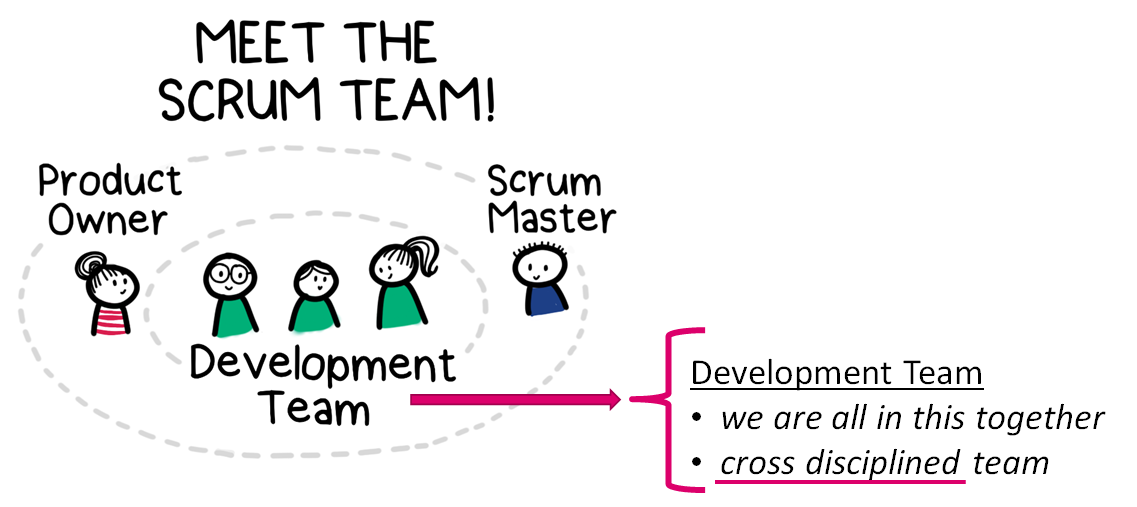 MEET THE
SCRUM TEAM!
Product
Owner
Scrum
Master
Development
Team
Development Team
• we are all in this together
• cross disciplined team